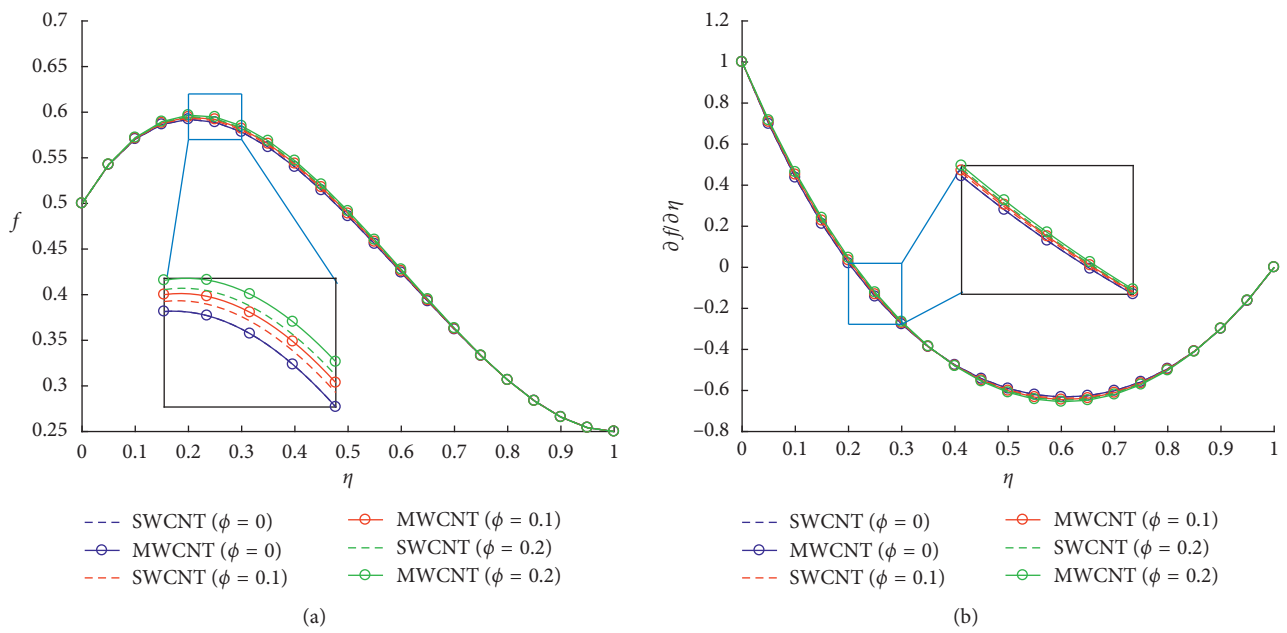 0.7
0.65
0.6
0.55
0.5
0.45
0.4
0.35
0.3
0.25
f
0 0.1 0.2 0.3 0.4 0.5 0.6 0.7 0.8 0.9 1
η
SWCNT (ϕ = 0)
MWCNT (ϕ = 0)
SWCNT (ϕ = 0.1)
MWCNT (ϕ = 0.1)
SWCNT (ϕ = 0.2)
MWCNT (ϕ = 0.2)
(a)
1.2
1
0.8
0.6
0.4
0.2
0
−0.2
−0.4
−0.6
−0.8
∂f/∂η
0 0.1 0.2 0.3 0.4 0.5 0.6 0.7 0.8 0.9 1
η
SWCNT (ϕ = 0)
MWCNT (ϕ = 0)
SWCNT (ϕ = 0.1)
MWCNT (ϕ = 0.1)
SWCNT (ϕ = 0.2)
MWCNT (ϕ = 0.2)
(b)